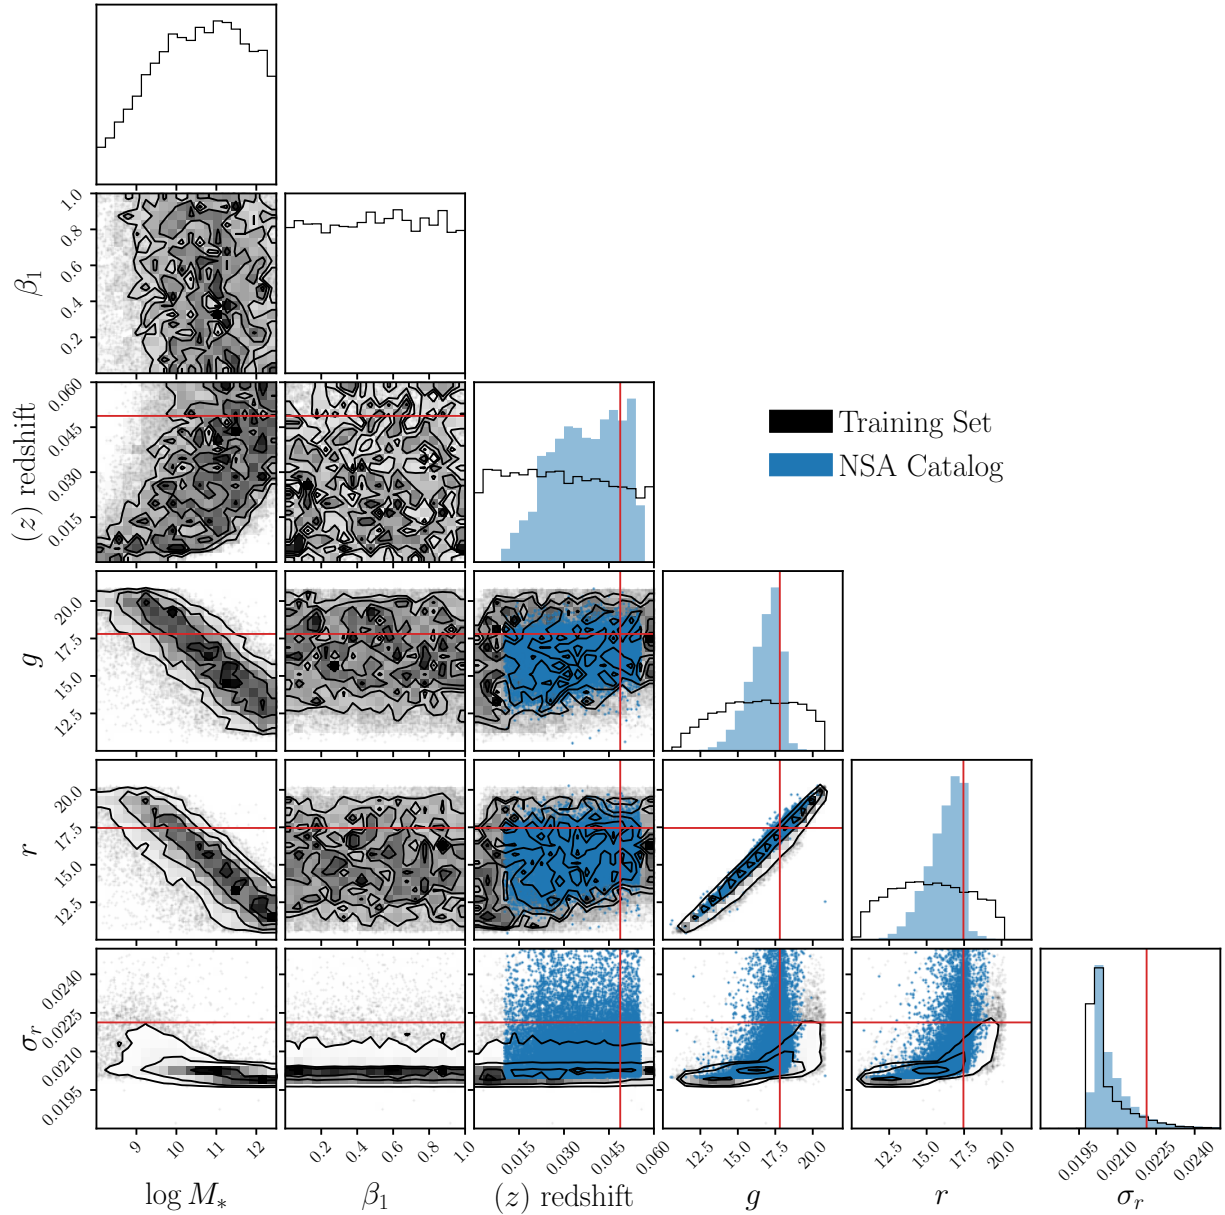 β₁
1.0
0.8
0.6
0.4
0.2
(z) redshift
0.060
0.045
0.030
0.015
Training Set
NSA Catalog
g
20.0
17.5
15.0
12.5
r
20.0
17.5
15.0
12.5
σᵣ
0.0240
0.0225
0.0210
0.0195
9 10 11 12
0.2 0.4 0.6 0.8 1.0
0.015 0.030 0.045 0.060
12.5 15.0 17.5 20.0
12.5 15.0 17.5 20.0
0.0195 0.0210 0.0225 0.0240
log M* β₁ (z) redshift g r σᵣ